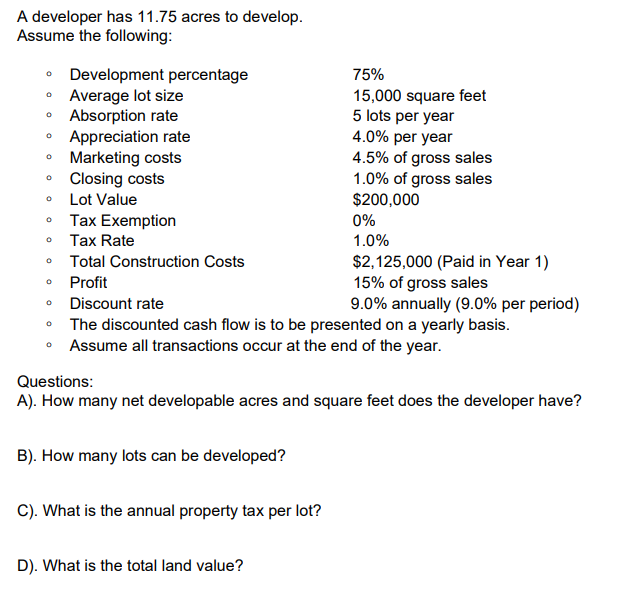 A developer has 11.75 acres to develop.
Assume the following:
◦ Development percentage 75%
◦ Average lot size 15,000 square feet
◦ Absorption rate 5 lots per year
◦ Appreciation rate 4.0% per year
◦ Marketing costs 4.5% of gross sales
◦ Closing costs 1.0% of gross sales
◦ Lot Value $200,000
◦ Tax Exemption 0%
◦ Tax Rate 1.0%
◦ Total Construction Costs $2,125,000 (Paid in Year 1)
◦ Profit 15% of gross sales
◦ Discount rate 9.0% annually (9.0% per period)
◦ The discounted cash flow is to be presented on a yearly basis.
◦ Assume all transactions occur at the end of the year.
Questions:
A). How many net developable acres and square feet does the developer have?
B). How many lots can be developed?
C). What is the annual property tax per lot?
D). What is the total land value?